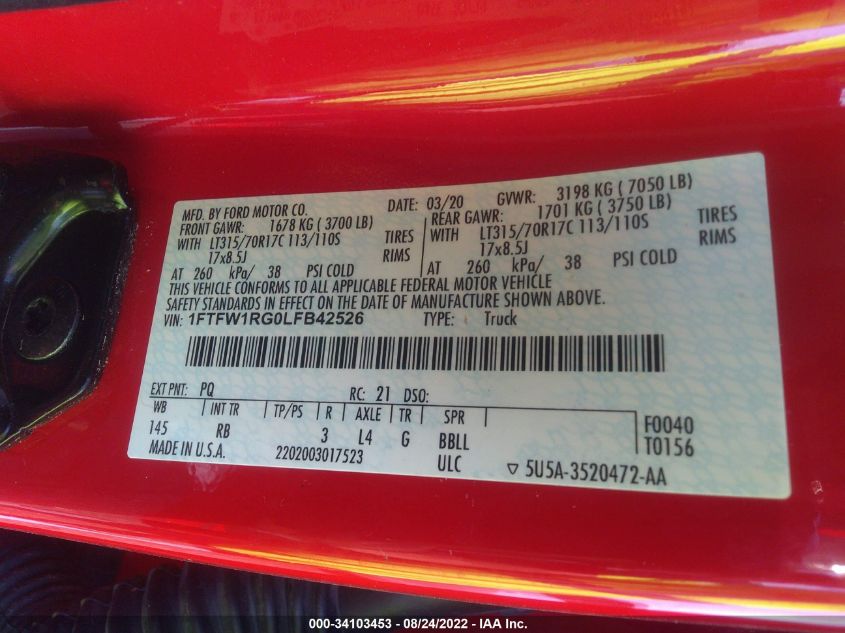 MFD. BY FORD MOTOR CO.
DATE: 03/20 GVWR: 3198 KG ( 7050 LB)
FRONT GAWR: 1678 KG ( 3700 LB)
REAR GAWR: 1701 KG ( 3750 LB)
WITH LT315/70R17C 113/110S TIRES
WITH LT315/70R17C 113/110S TIRES
17x8.5J RIMS
17x8.5J RIMS
AT 260 kPa/ 38 PSI COLD
AT 260 kPa/ 38 PSI COLD
THIS VEHICLE CONFORMS TO ALL APPLICABLE FEDERAL MOTOR VEHICLE
SAFETY STANDARDS IN EFFECT ON THE DATE OF MANUFACTURE SHOWN ABOVE.
VIN: 1FTFW1RG0LFB42526 TYPE: Truck
EXT PNT: PQ RC: 21 DSO:
WB INT TR TP/PS R AXLE TR SPR
145 RB 3 L4 G BBLL
F0040
T0156
MADE IN U.S.A. 2202003017523 ULC ▽ 5U5A-3520472-AA
000-34103453 - 08/24/2022 - IAA Inc.